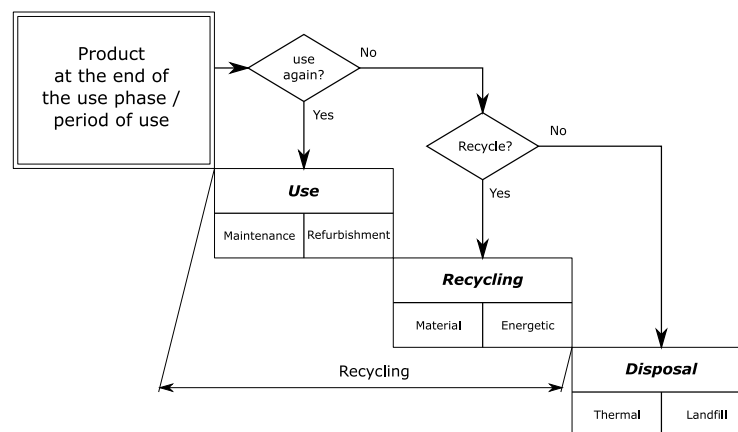 Product
at the end of
the use phase /
period of use
use
again?
No
Yes
Recycle?
No
Yes
Use
Maintenance
Refurbishment
Recycling
Material
Energetic
Recycling
Disposal
Thermal
Landfill